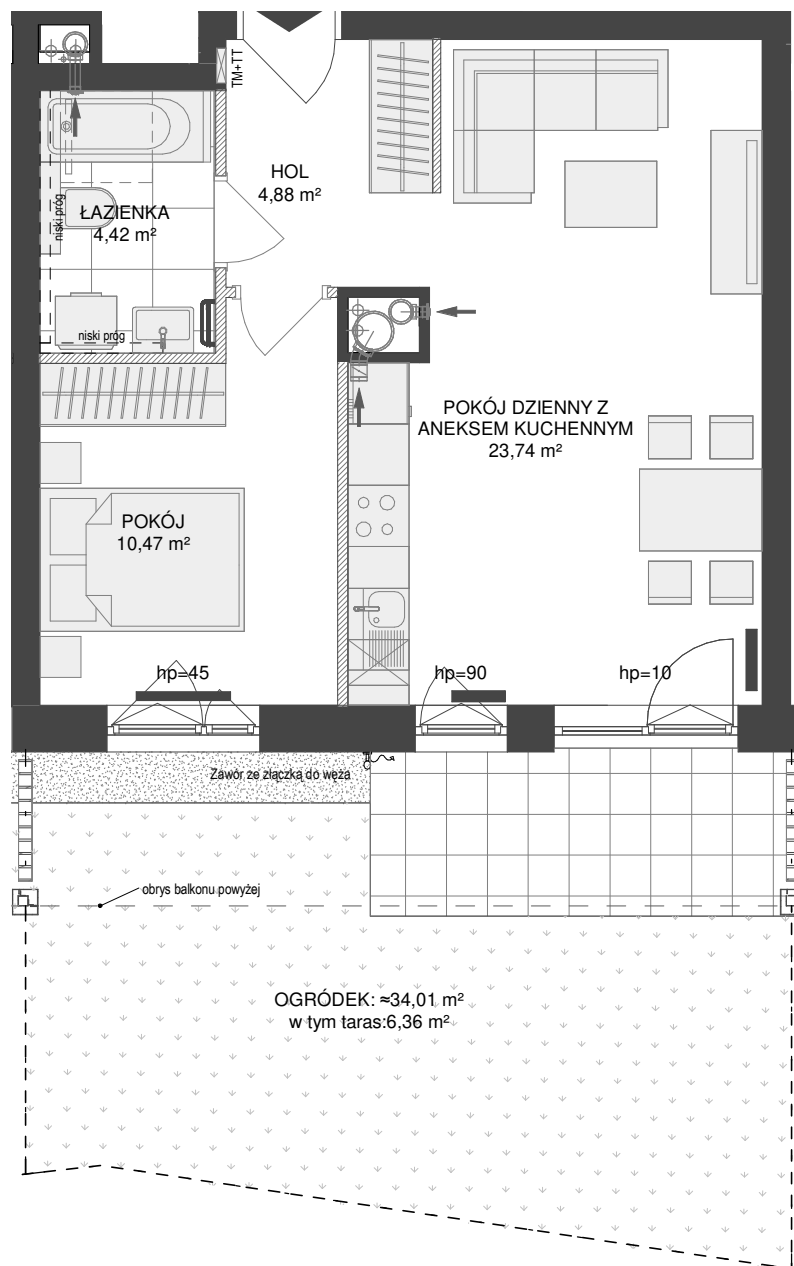 TM+TT
HOL
4,88 m²
ŁAZIENKA
4,42 m²
niski próg
niski próg
POKÓJ DZIENNY Z
ANEKSEM KUCHENNYM
23,74 m²
POKÓJ
10,47 m²
hp=45
hp=90
hp=10
Zawór ze złączką do węża
obrys balkonu powyżej
OGRÓDEK: ≈34,01 m²
w tym taras:6,36 m²